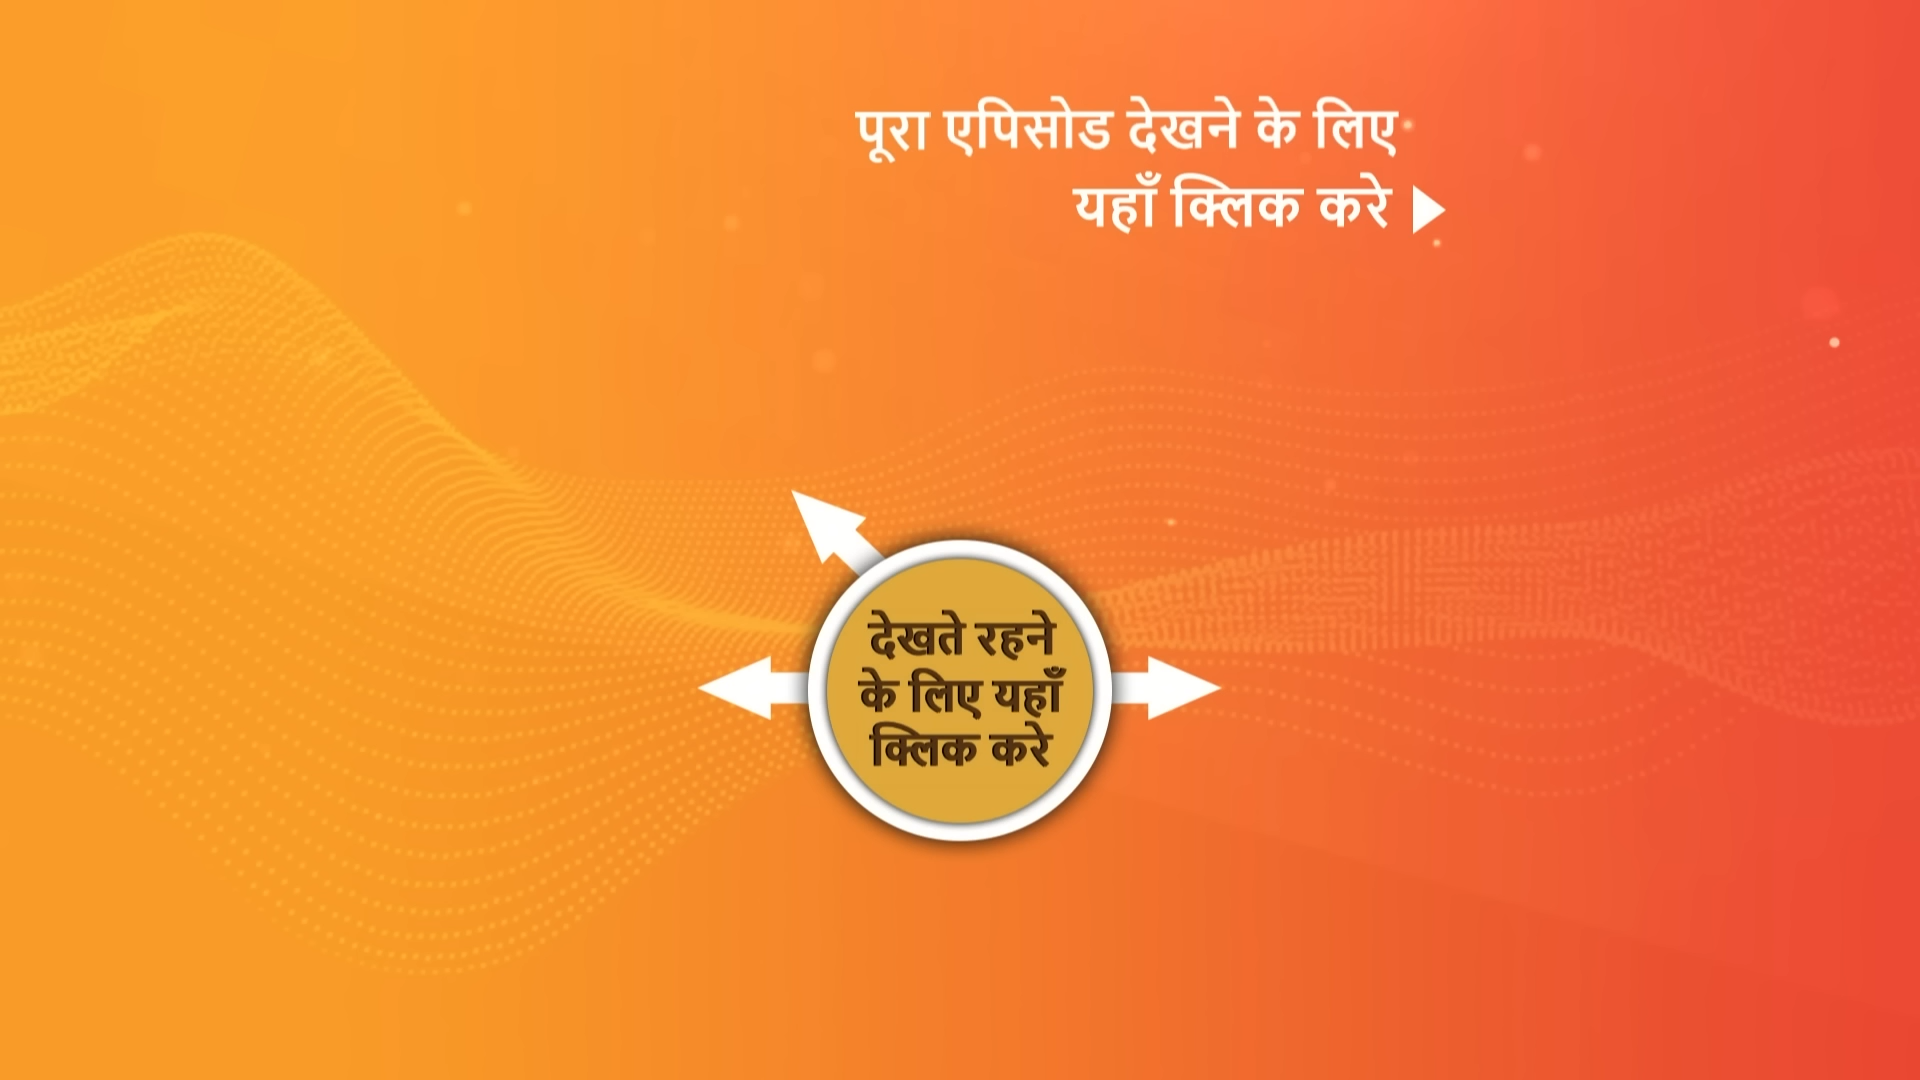 पूरा एपिसोड देखने के लिए
यहाँ क्लिक करे
देखते रहने
के लिए यहाँ
क्लिक करे